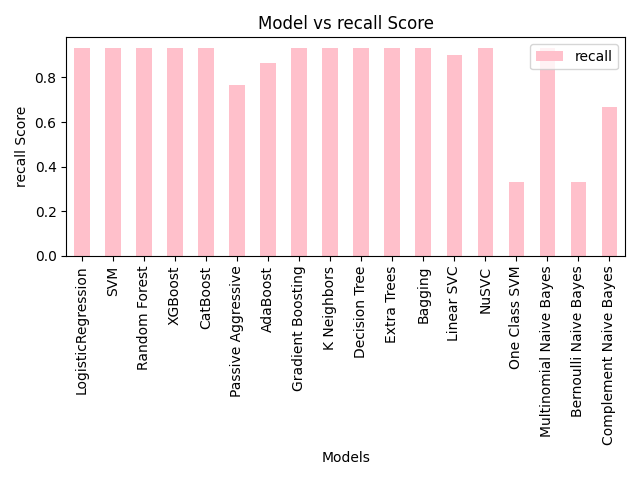 Model vs recall Score
recall
recall Score
0.8
0.6
0.4
0.2
0.0
LogisticRegression
SVM
Random Forest
XGBoost
CatBoost
Passive Aggressive
AdaBoost
Gradient Boosting
K Neighbors
Decision Tree
Extra Trees
Bagging
Linear SVC
NuSVC
One Class SVM
Multinomial Naive Bayes
Bernoulli Naive Bayes
Complement Naive Bayes
Models